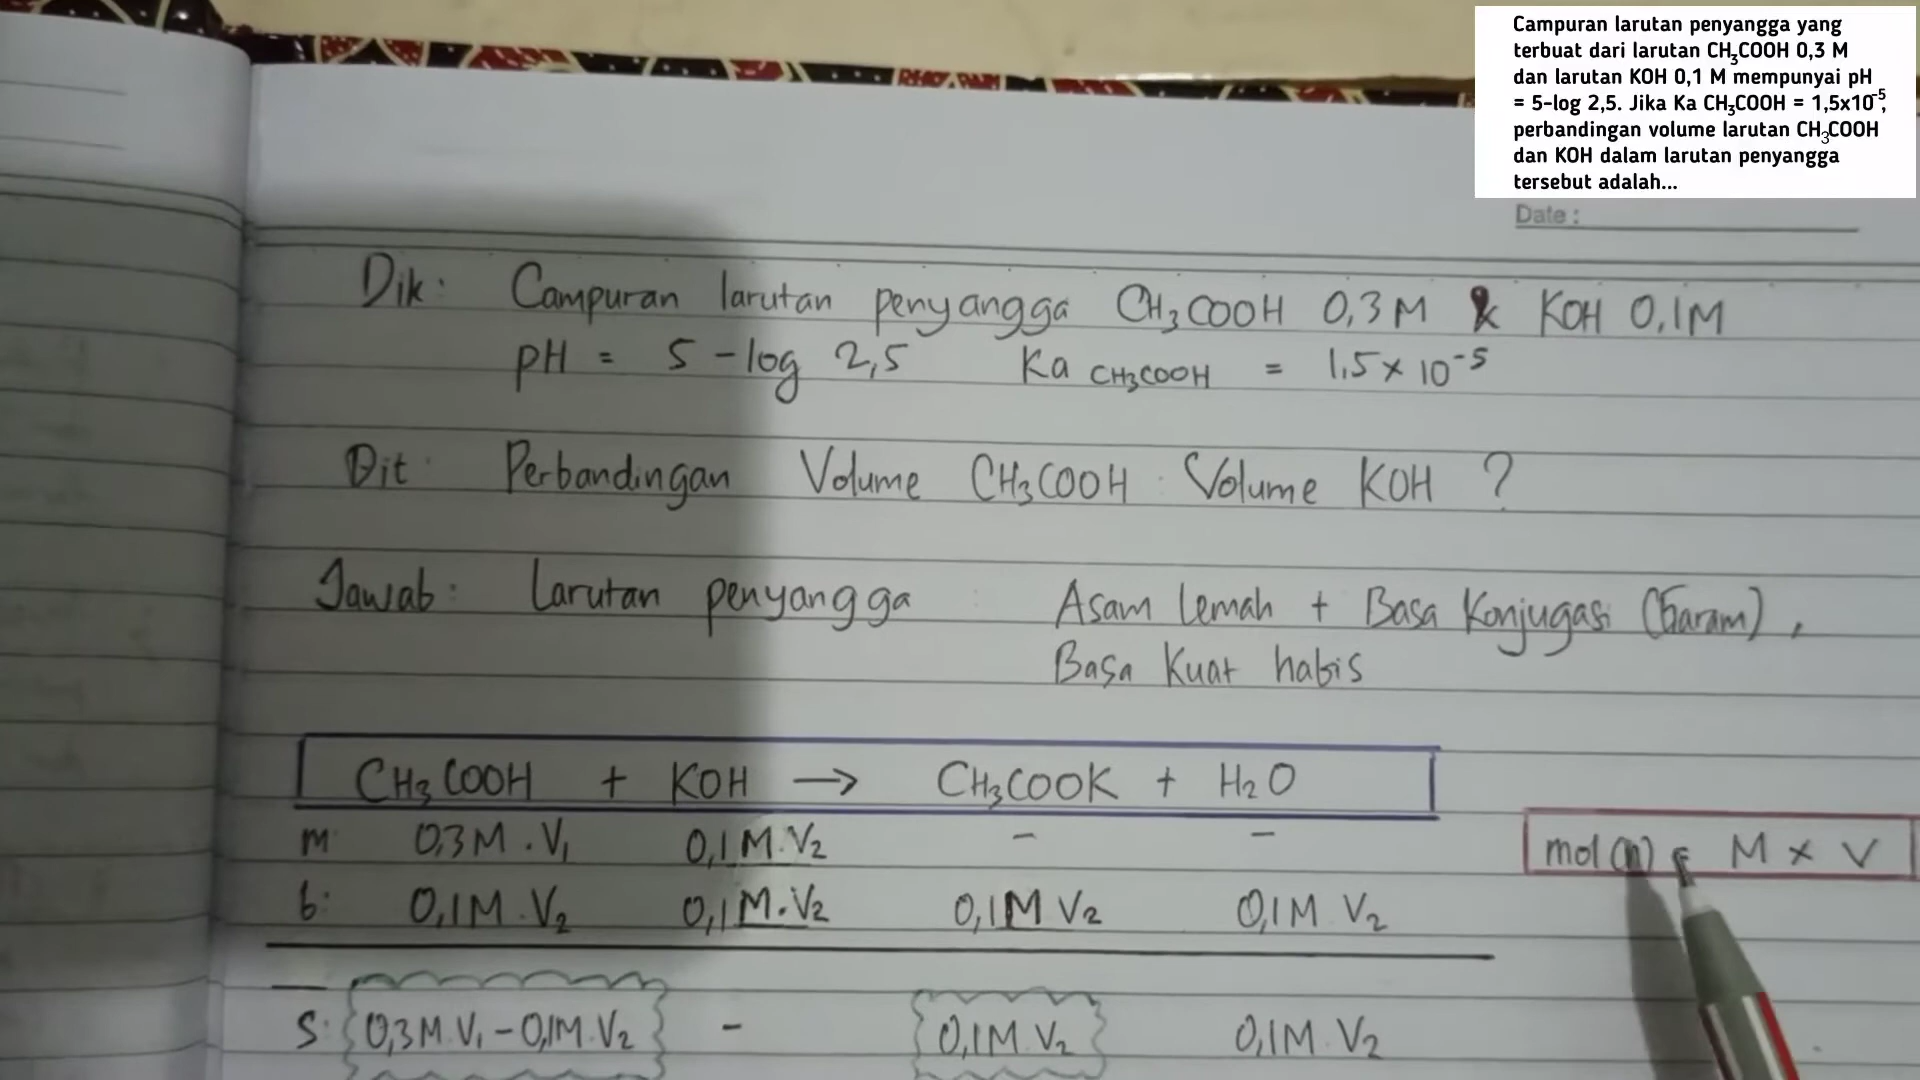 Campuran larutan penyangga yang
terbuat dari larutan CH₃COOH 0,3 M
dan larutan KOH 0,1 M mempunyai pH
= 5-log 2,5. Jika Ka CH₃COOH = 1,5x10⁻⁵,
perbandingan volume larutan CH₃COOH
dan KOH dalam larutan penyangga
tersebut adalah...
Date :
Dik: Campuran larutan penyangga CH₃COOH 0,3 M & KOH 0,1 M
pH = 5 - log 2,5 Ka CH₃COOH = 1,5 x 10⁻⁵
Dit: Perbandingan Volume CH₃COOH : Volume KOH ?
Jawab: Larutan penyangga : Asam lemah + Basa Konjugasi (Garam),
Basa Kuat habis
CH₃COOH + KOH → CH₃COOK + H₂O
m: 0,3 M . V₁ 0,1 M. V₂ - -
mol (n) = M x V
b: 0,1 M . V₂ 0,1 M. V₂ 0,1 M V₂ 0,1 M V₂
S: 0,3 M. V₁ - 0,1 M. V₂ - 0,1 M. V₂ 0,1 M. V₂